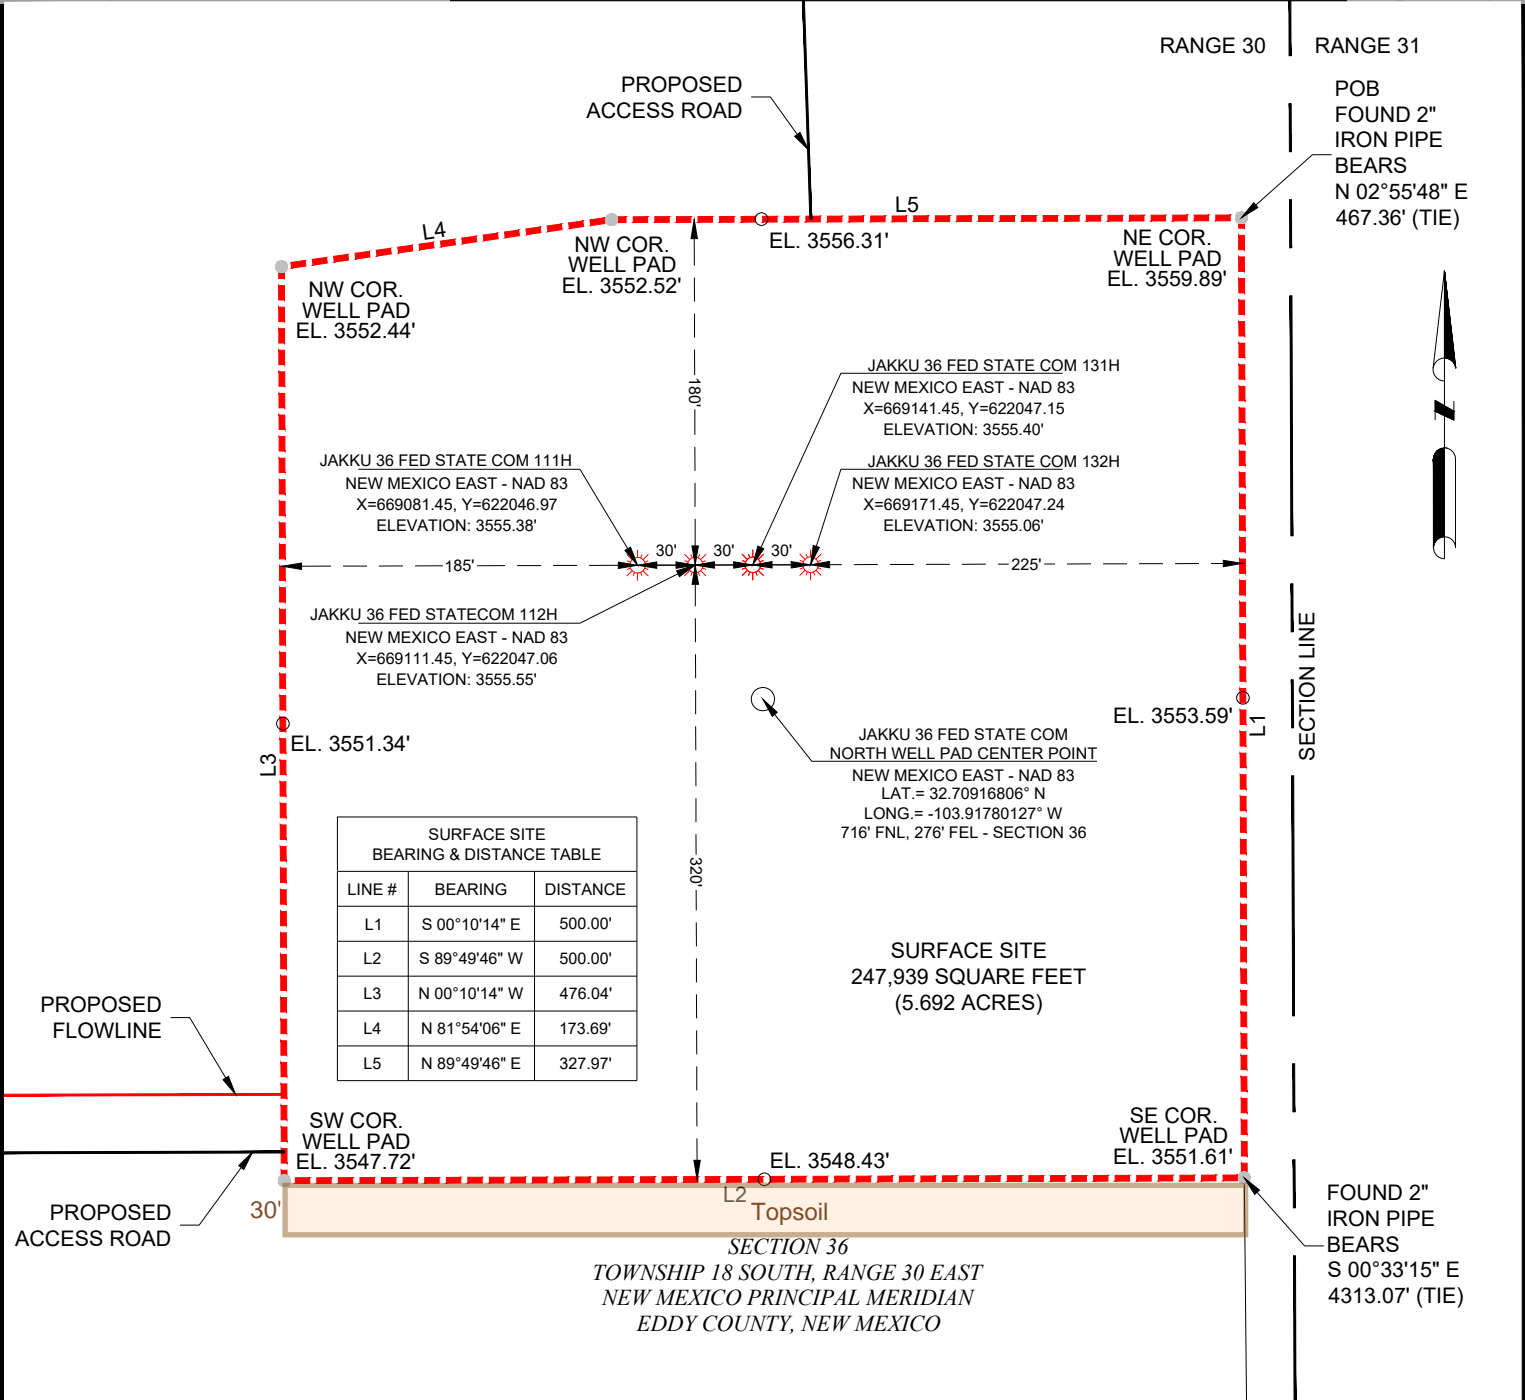 RANGE 30
RANGE 31
PROPOSED
ACCESS ROAD
POB
FOUND 2"
IRON PIPE
BEARS
N 02°55'48" E
467.36' (TIE)
L4
L5
NW COR.
WELL PAD
EL. 3552.52'
EL. 3556.31'
NE COR.
WELL PAD
EL. 3559.89'
NW COR.
WELL PAD
EL. 3552.44'
180'
JAKKU 36 FED STATE COM 131H
NEW MEXICO EAST - NAD 83
X=669141.45, Y=622047.15
ELEVATION: 3555.40'
N
JAKKU 36 FED STATE COM 111H
NEW MEXICO EAST - NAD 83
X=669081.45, Y=622046.97
ELEVATION: 3555.38'
JAKKU 36 FED STATE COM 132H
NEW MEXICO EAST - NAD 83
X=669171.45, Y=622047.24
ELEVATION: 3555.06'
185'
30'
30'
30'
225'
JAKKU 36 FED STATECOM 112H
NEW MEXICO EAST - NAD 83
X=669111.45, Y=622047.06
ELEVATION: 3555.55'
SECTION LINE
EL. 3553.59'
L1
EL. 3551.34'
L3
JAKKU 36 FED STATE COM
NORTH WELL PAD CENTER POINT
NEW MEXICO EAST - NAD 83
LAT.= 32.70916806° N
LONG.= -103.91780127° W
716' FNL, 276' FEL - SECTION 36
320'
SURFACE SITE
BEARING & DISTANCE TABLE
LINE # BEARING DISTANCE
L1 S 00°10'14" E 500.00'
L2 S 89°49'46" W 500.00'
L3 N 00°10'14" W 476.04'
L4 N 81°54'06" E 173.69'
L5 N 89°49'46" E 327.97'
SURFACE SITE
247,939 SQUARE FEET
(5.692 ACRES)
PROPOSED
FLOWLINE
SW COR.
WELL PAD
EL. 3547.72'
EL. 3548.43'
SE COR.
WELL PAD
EL. 3551.61'
PROPOSED
ACCESS ROAD
30'
L2
Topsoil
FOUND 2"
IRON PIPE
BEARS
S 00°33'15" E
4313.07' (TIE)
SECTION 36
TOWNSHIP 18 SOUTH, RANGE 30 EAST
NEW MEXICO PRINCIPAL MERIDIAN
EDDY COUNTY, NEW MEXICO